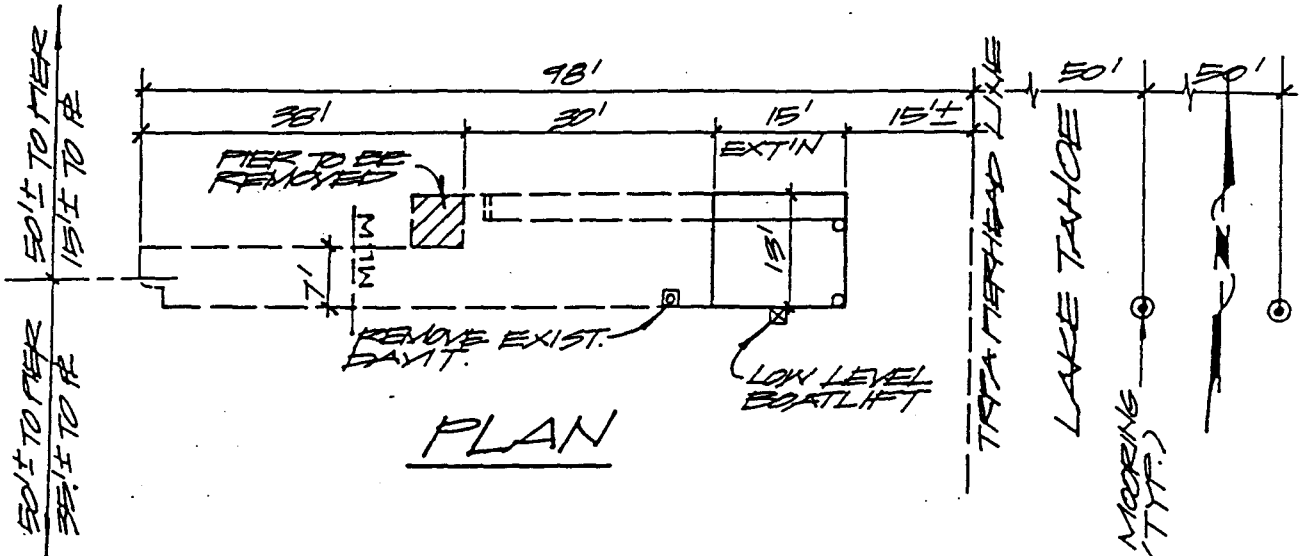 98'
50'
50'
38'
30'
15'
15'±
EXT'N
PIER TO BE
REMOVED
50'± TO PIER
15'± TO PL
MLW
7'
13'
REMOVE EXIST.
DAVIT.
LOW LEVEL
BOATLIFT
PLAN
50'± TO PIER
35'± TO PL
TRPA PIERHEAD LINE
LAKE TAHOE
N
MOORING
(TYP.)